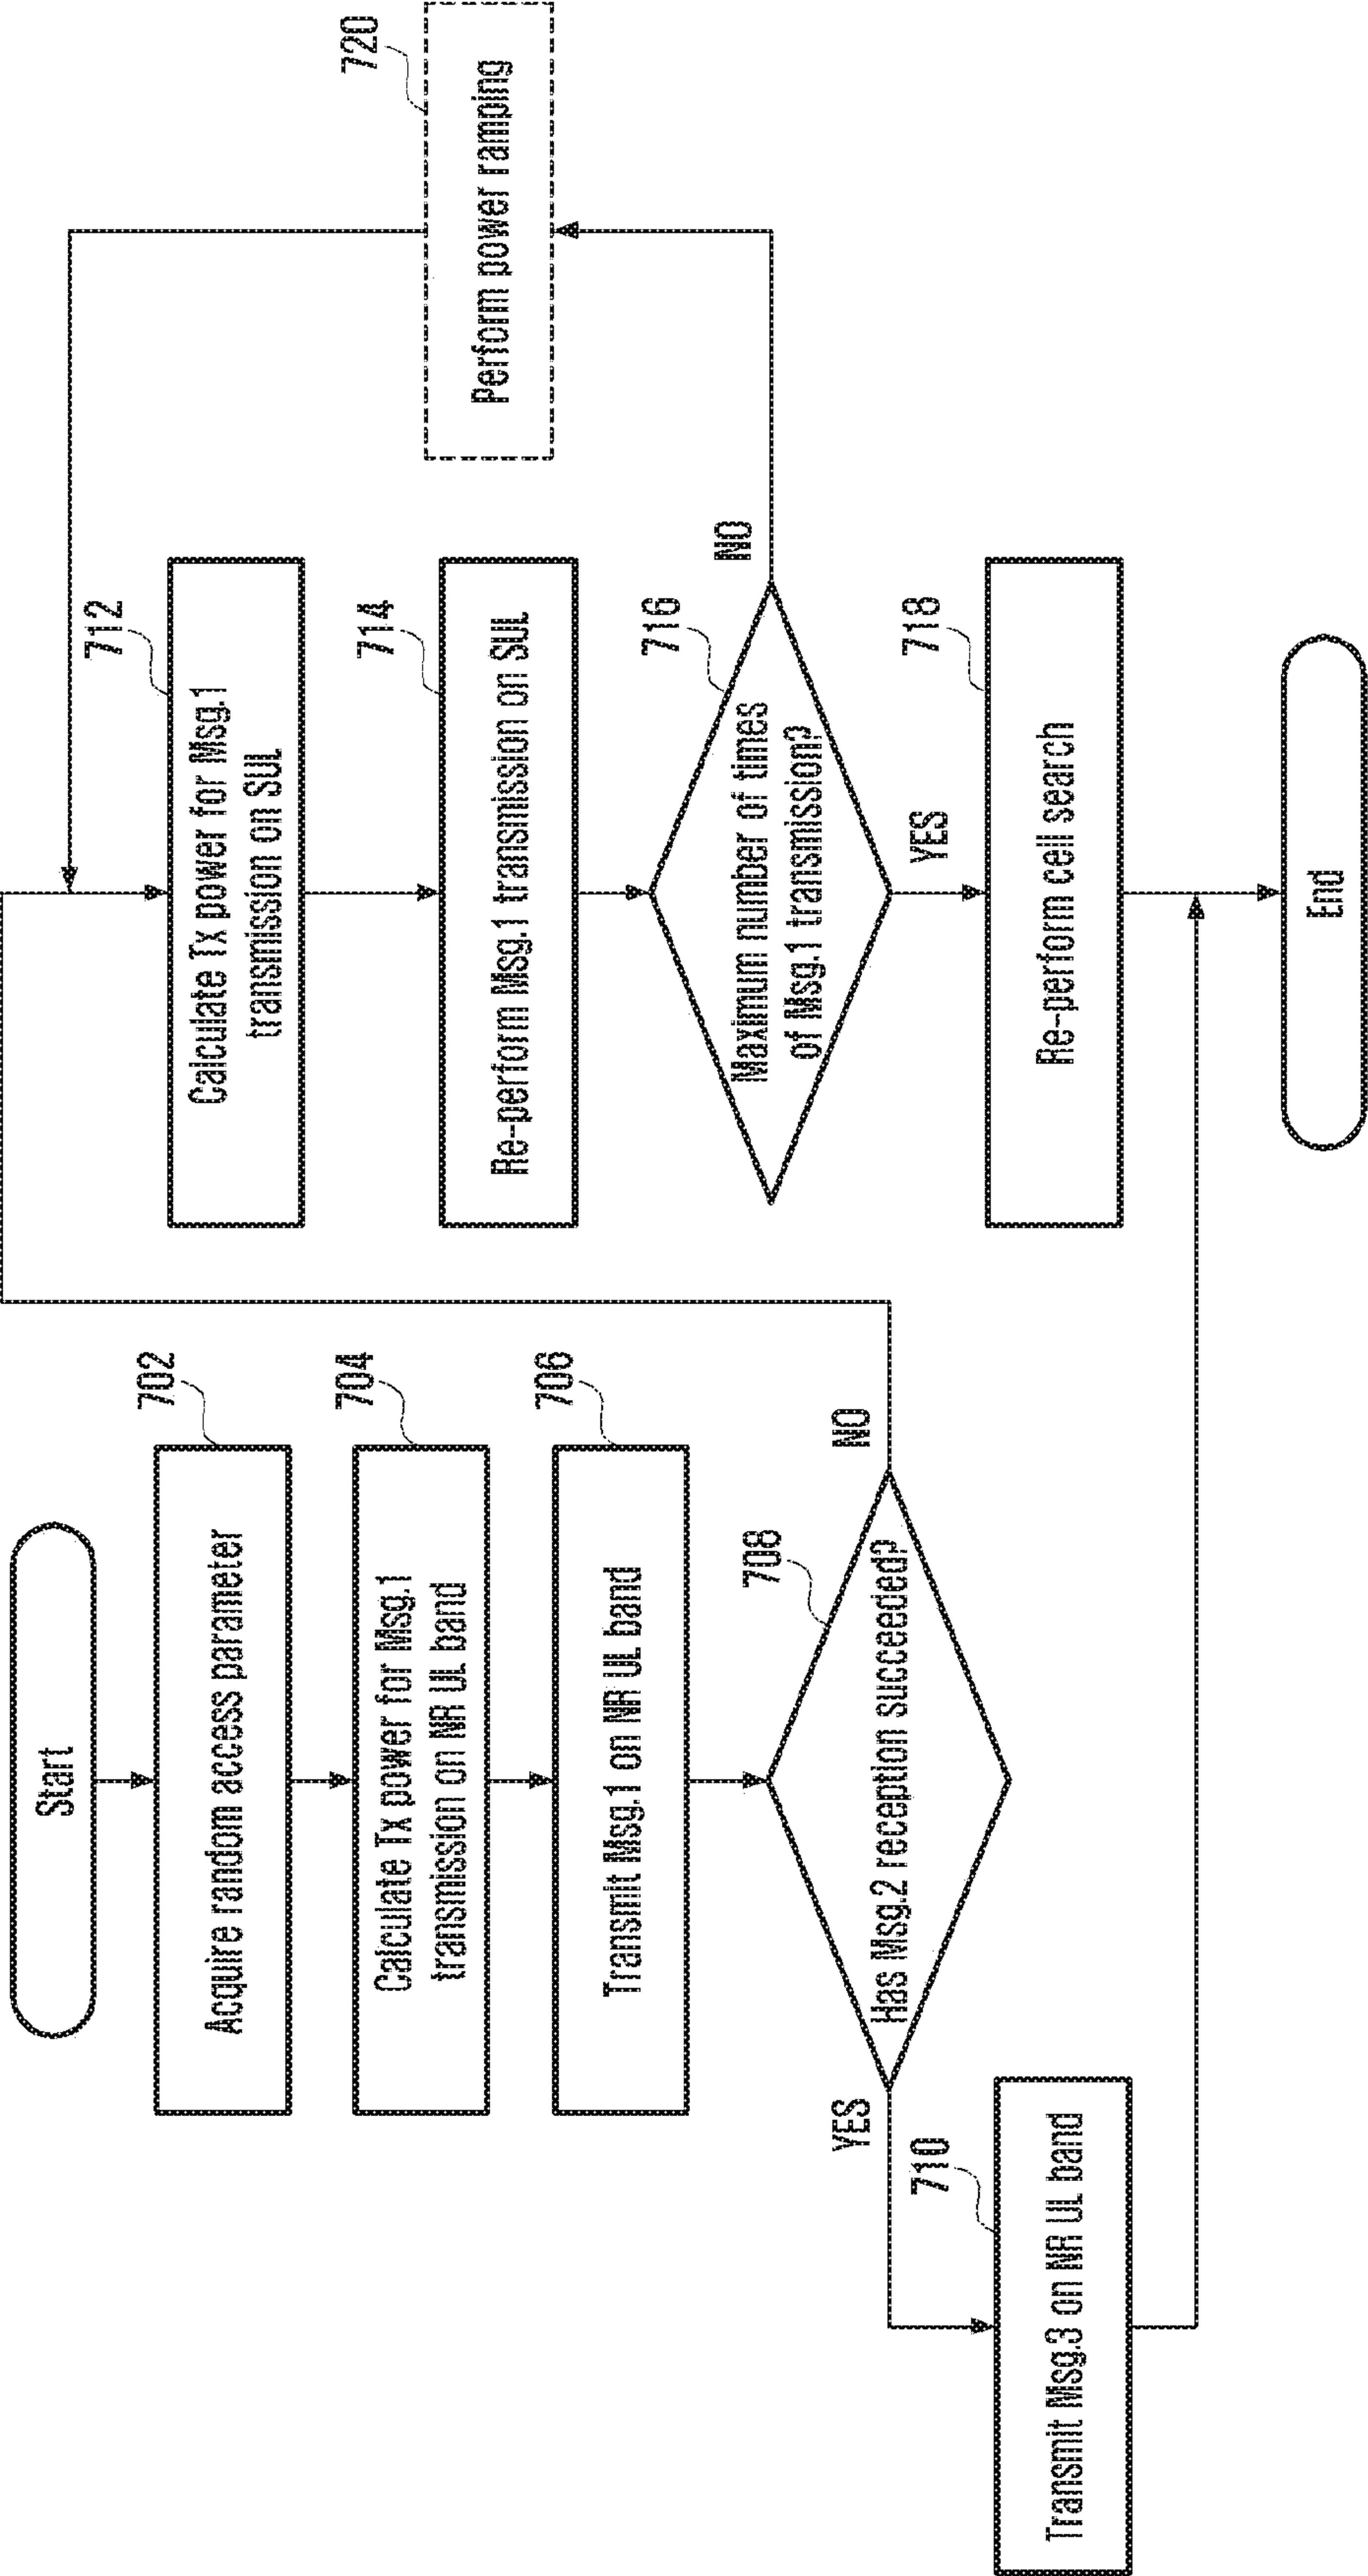 Start
702
Acquire random access parameter
704
Calculate Tx power for Msg.1
transmission on NR UL band
706
Transmit Msg.1 on NR UL band
708
Has Msg.2 reception succeeded?
YES
NO
710
Transmit Msg.3 on NR UL band
712
Calculate Tx power for Msg.1
transmission on SUL
714
Re-perform Msg.1 transmission on SUL
716
Maximum number of times
of Msg.1 transmission?
NO
YES
718
Re-perform cell search
720
Perform power ramping
End